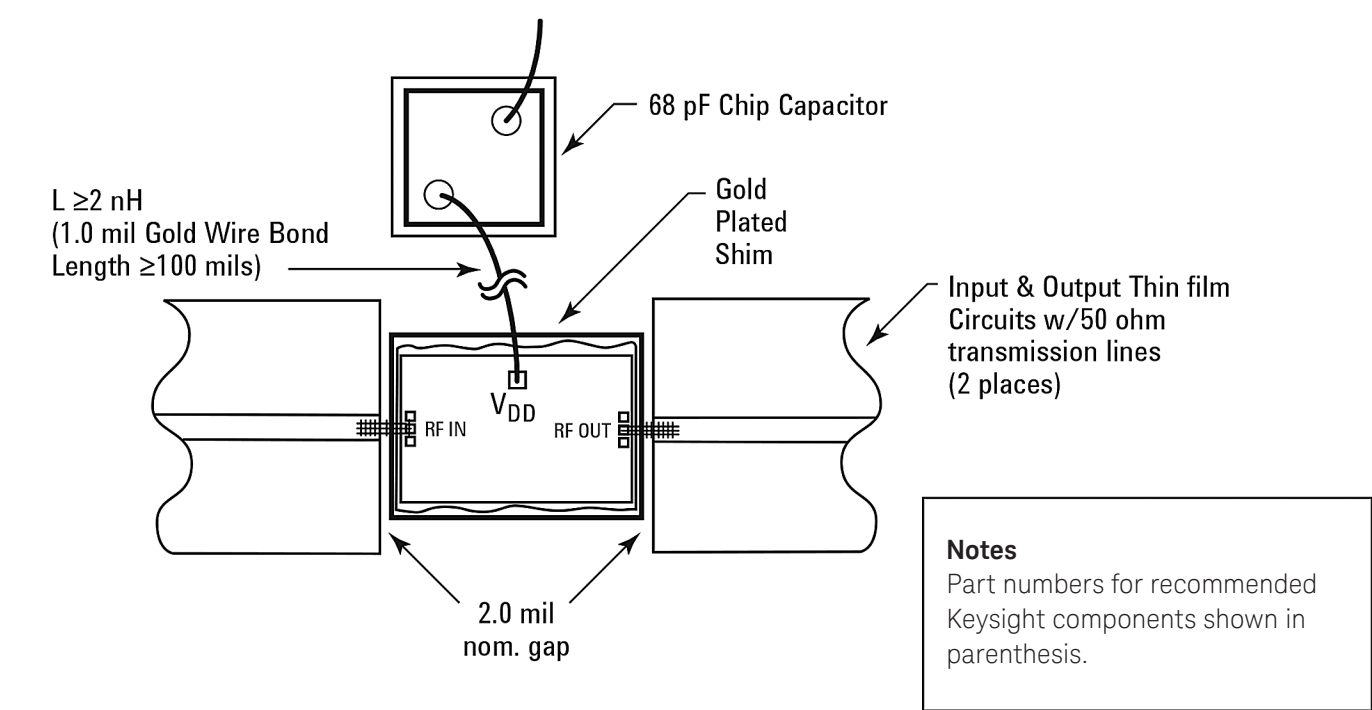 68 pF Chip Capacitor
L ≥2 nH
(1.0 mil Gold Wire Bond
Length ≥100 mils)
Gold
Plated
Shim
Input & Output Thin film
Circuits w/50 ohm
transmission lines
(2 places)
VDD
RF IN
RF OUT
2.0 mil
nom. gap
Notes
Part numbers for recommended
Keysight components shown in
parenthesis.